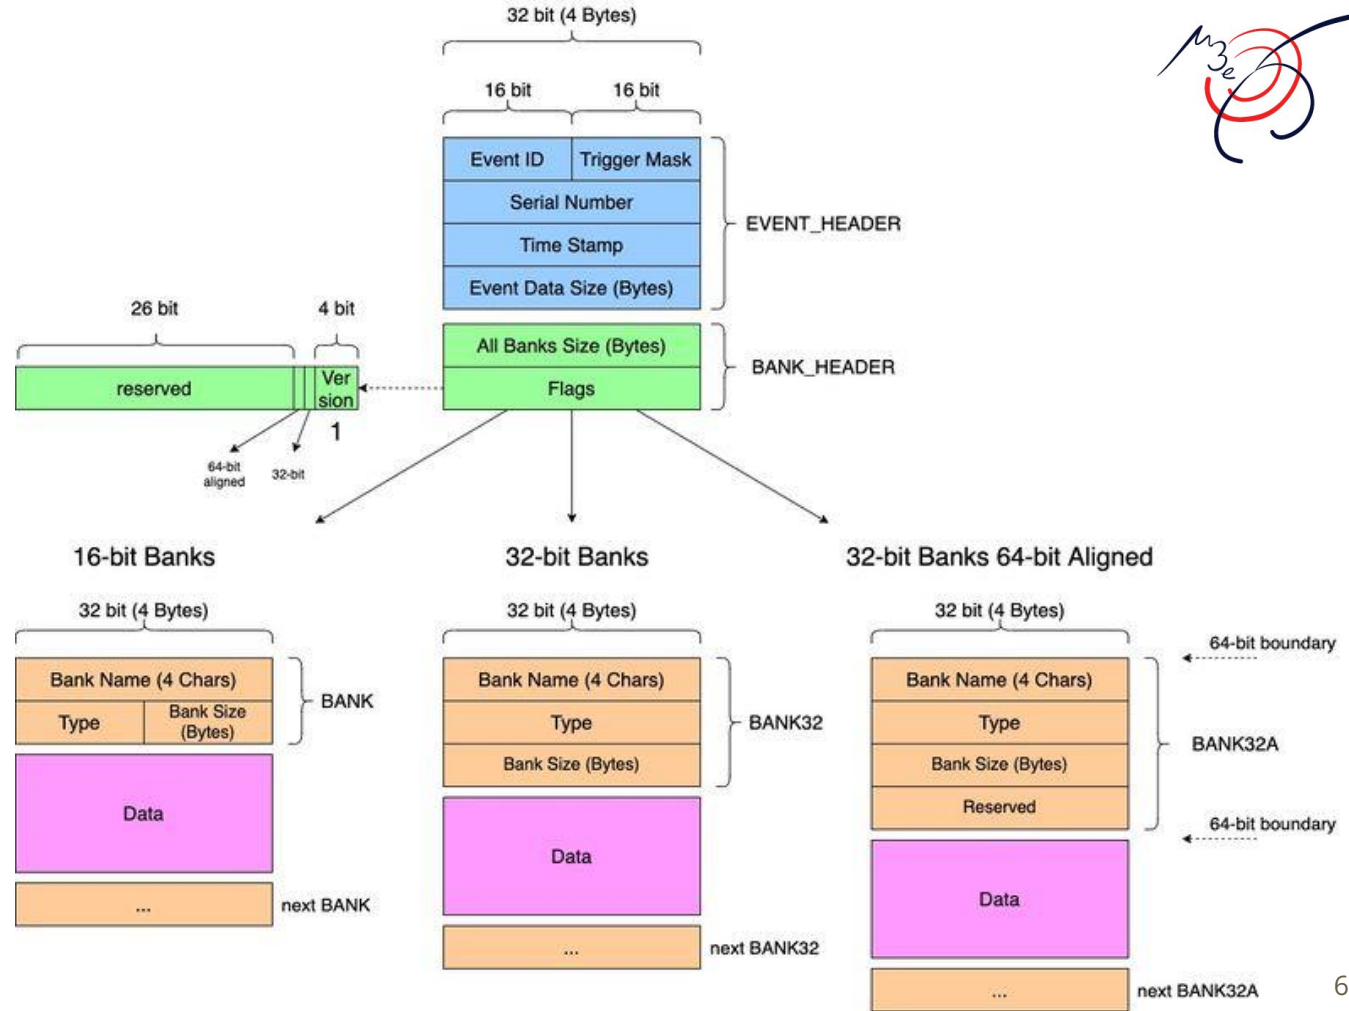 32 bit (4 Bytes)
μ3e
16 bit 16 bit
Event ID Trigger Mask
Serial Number
EVENT_HEADER
Time Stamp
Event Data Size (Bytes)
26 bit 4 bit
All Banks Size (Bytes)
BANK_HEADER
reserved
Ver
sion
Flags
1
64-bit
aligned
32-bit
16-bit Banks 32-bit Banks 32-bit Banks 64-bit Aligned
32 bit (4 Bytes) 32 bit (4 Bytes) 32 bit (4 Bytes)
64-bit boundary
Bank Name (4 Chars) Bank Name (4 Chars) Bank Name (4 Chars)
BANK
Type
Bank Size
(Bytes)
Type
BANK32
Type
BANK32A
Bank Size (Bytes) Bank Size (Bytes)
Reserved
64-bit boundary
Data
Data
Data
... next BANK
... next BANK32
... next BANK32A
6